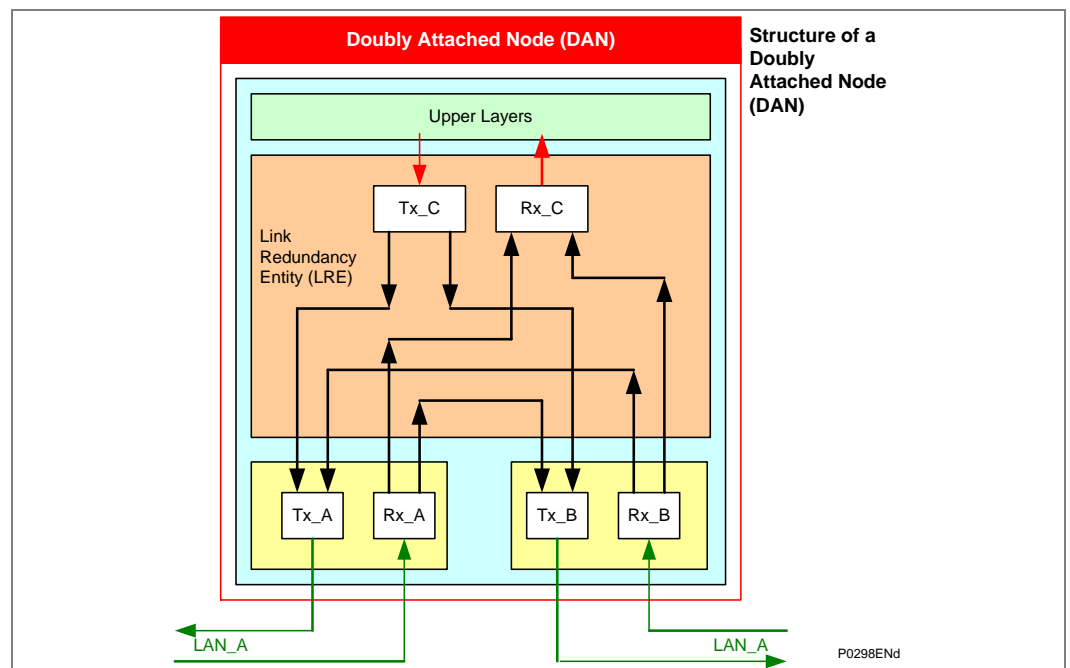 Doubly Attached Node (DAN)
Structure of a
Doubly
Attached Node
(DAN)
Upper Layers
Tx_C
Rx_C
Link
Redundancy
Entity (LRE)
Tx_A
Rx_A
Tx_B
Rx_B
LAN_A
LAN_A
P0298ENd